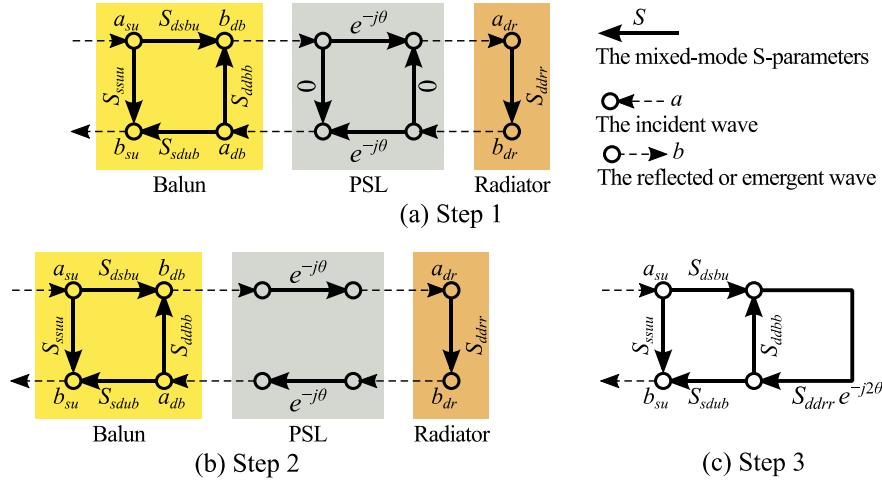 a_su S_dsbu b_db e^{-jθ} a_dr
S_ssuu S_ddbb 0 0 S_ddrr
b_su S_sdub a_db e^{-jθ} b_dr
Balun PSL Radiator
(a) Step 1
S
The mixed-mode S-parameters
a
The incident wave
b
The reflected or emergent wave
a_su S_dsbu b_db e^{-jθ} a_dr
S_ssuu S_ddbb S_ddrr
b_su S_sdub a_db e^{-jθ} b_dr
Balun PSL Radiator
(b) Step 2
a_su S_dsbu
S_ssuu S_ddbb
b_su S_sdub S_ddrr e^{-j2θ}
(c) Step 3